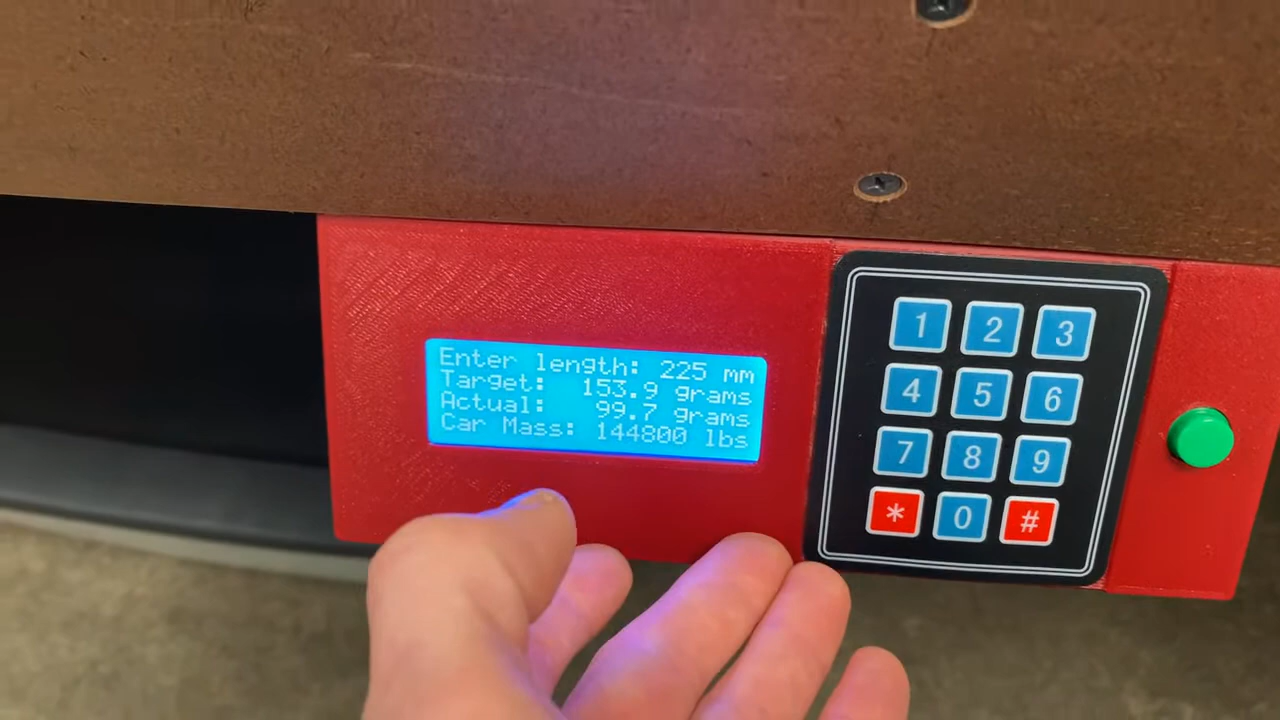 Enter length: 225 mm
Target: 153.9 grams
Actual: 99.7 grams
Car Mass: 144800 lbs
1 2 3
4 5 6
7 8 9
* 0 #